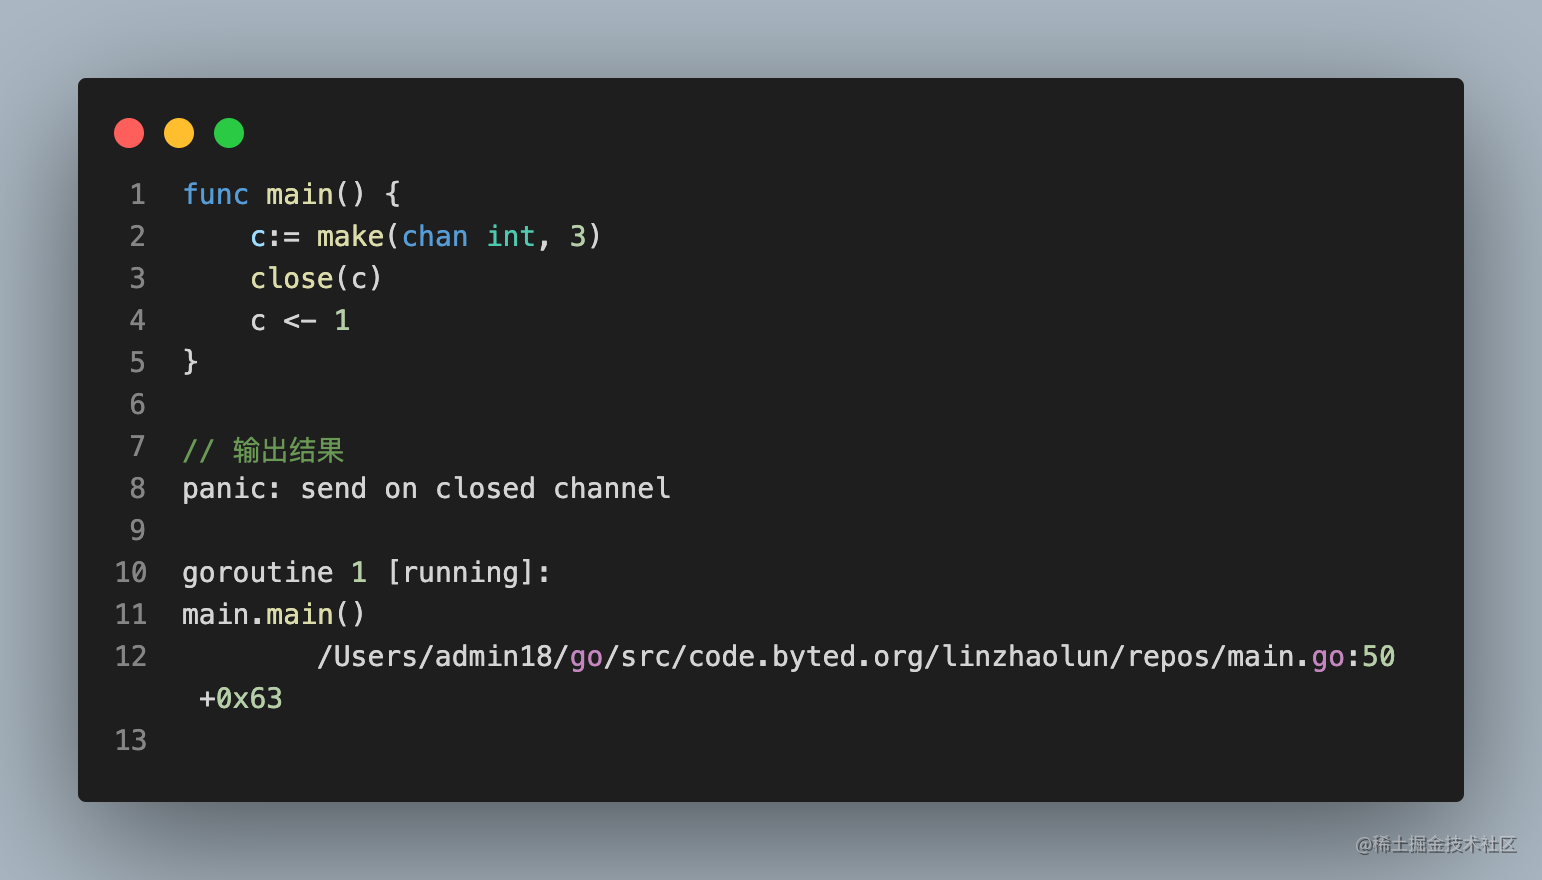 1 func main() {
2     c:= make(chan int, 3)
3     close(c)
4     c <- 1
5 }
6
7 // 输出结果
8 panic: send on closed channel
9
10 goroutine 1 [running]:
11 main.main()
12         /Users/admin18/go/src/code.byted.org/linzhaolun/repos/main.go:50
 +0x63
13
@稀土掘金技术社区